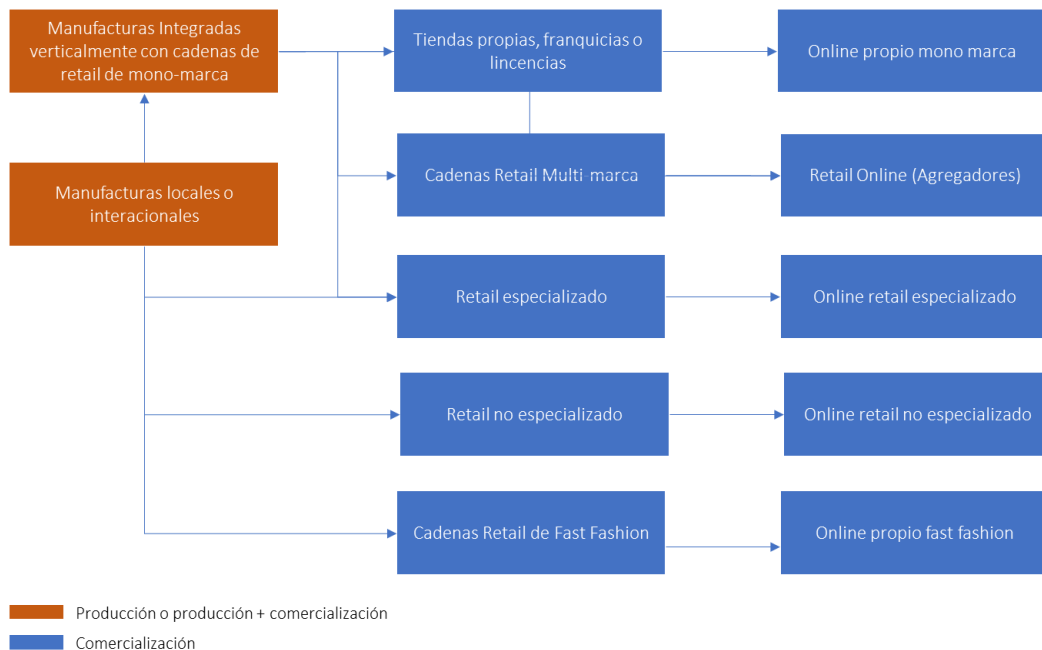 Manufacturas Integradas
verticalmente con cadenas de
retail de mono-marca
Tiendas propias, franquicias o
lincencias
Online propio mono marca
Manufacturas locales o
interacionales
Cadenas Retail Multi-marca
Retail Online (Agregadores)
Retail especializado
Online retail especializado
Retail no especializado
Online retail no especializado
Cadenas Retail de Fast Fashion
Online propio fast fashion
Producción o producción + comercialización
Comercialización